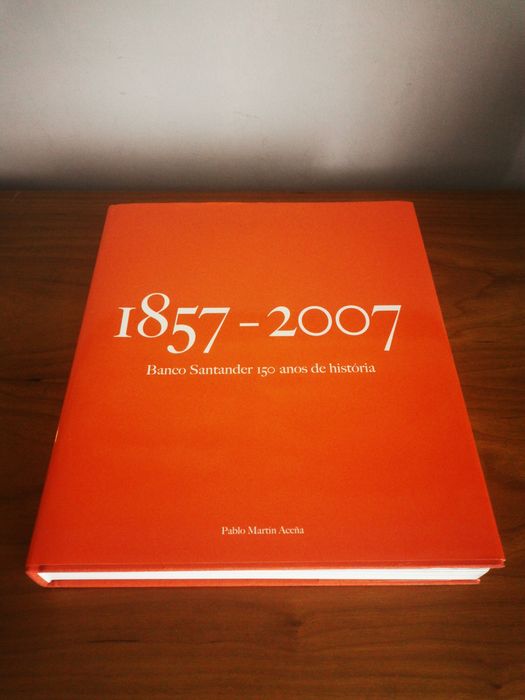 1857 – 2007
Banco Santander 150 anos de história
Pablo Martín Aceña